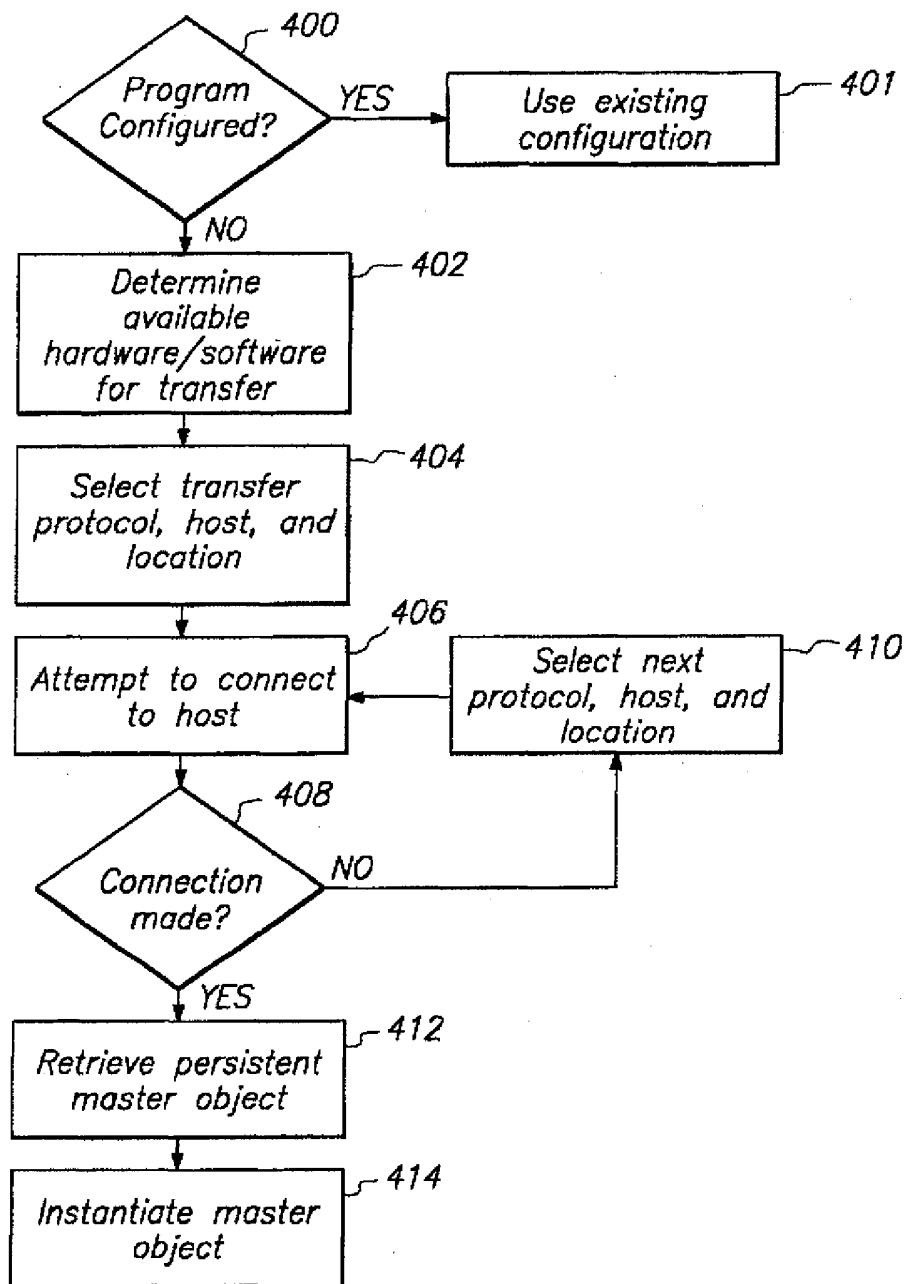 400
Program
Configured?
YES
Use existing
configuration
401
NO
402
Determine
available
hardware/software
for transfer
404
Select transfer
protocol, host, and
location
406
Attempt to connect
to host
Select next
protocol, host, and
location
410
408
Connection
made?
NO
YES
412
Retrieve persistent
master object
414
Instantiate master
object